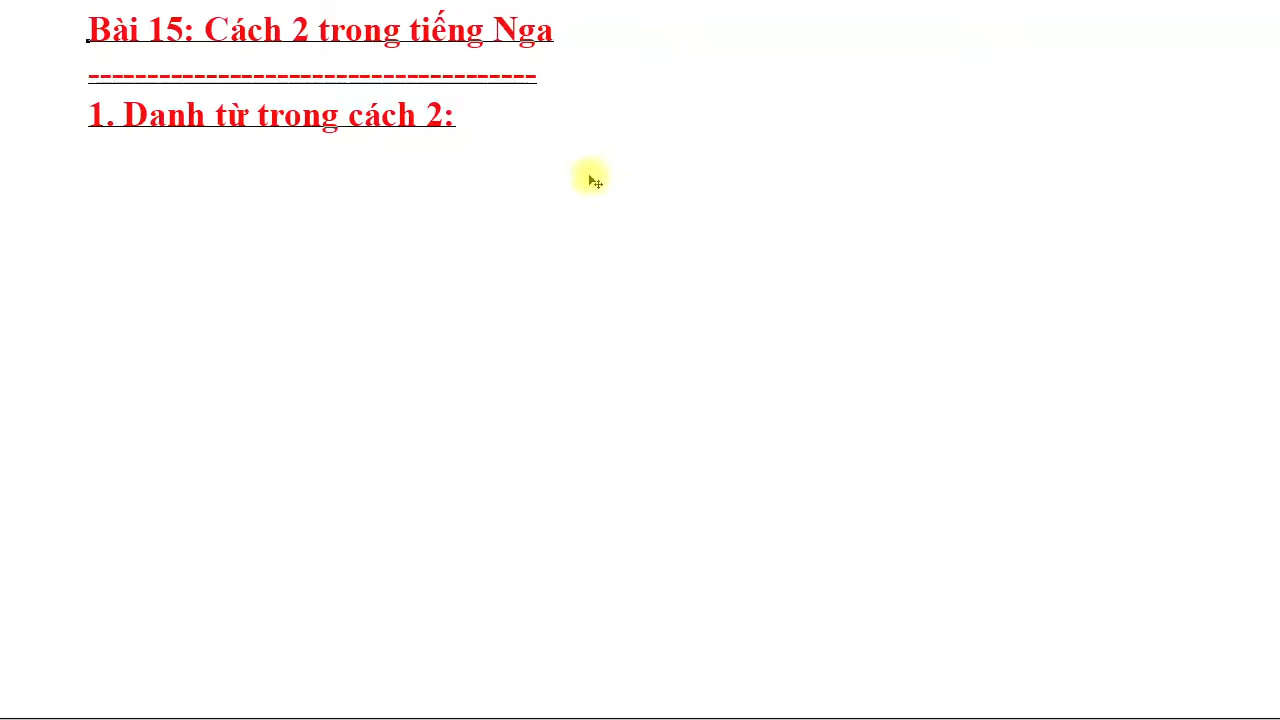 Bài 15: Cách 2 trong tiếng Nga
--------------------------------------
1. Danh từ trong cách 2: